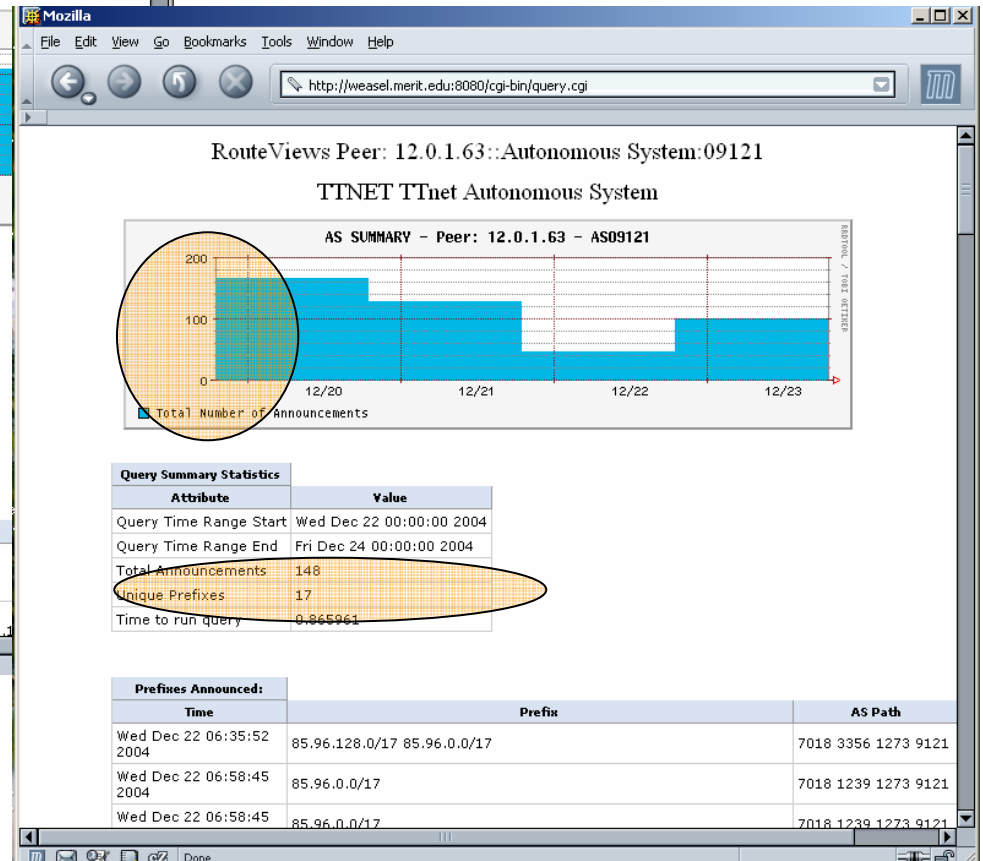 Mozilla
File Edit View Go Bookmarks Tools Window Help
http://weasel.merit.edu:8080/cgi-bin/query.cgi
RouteViews Peer: 12.0.1.63::Autonomous System:09121
TTNET TTnet Autonomous System
AS SUMMARY - Peer: 12.0.1.63 - AS09121
RRDTOOL / TOBI OETIKER
200
100
0
12/20 12/21 12/22 12/23
Total Number of Announcements
Query Summary Statistics
Attribute Value
Query Time Range Start Wed Dec 22 00:00:00 2004
Query Time Range End Fri Dec 24 00:00:00 2004
Total Announcements 148
Unique Prefixes 17
Time to run query 0.865961
Prefixes Announced:
Time Prefix AS Path
Wed Dec 22 06:35:52 2004 85.96.128.0/17 85.96.0.0/17 7018 3356 1273 9121
Wed Dec 22 06:58:45 2004 85.96.0.0/17 7018 1239 1273 9121
Wed Dec 22 06:58:45 85.96.0.0/17 7018 1239 1273 9121
Done